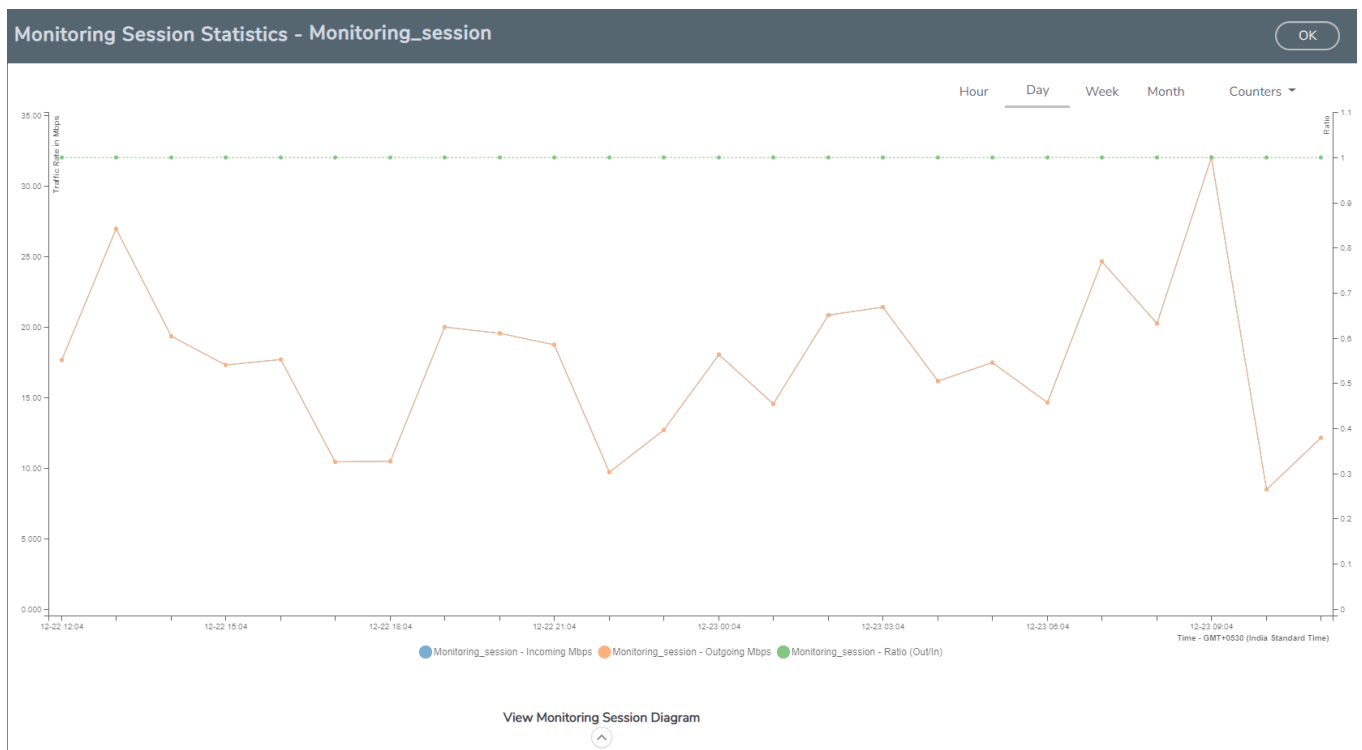 Monitoring Session Statistics - Monitoring_session
OK
Hour Day Week Month Counters
Traffic Rate in Mbps
35.00
30.00
25.00
20.00
15.00
10.00
5.000
0.000
Ratio
1.1
1
0.9
0.8
0.7
0.6
0.5
0.4
0.3
0.2
0.1
0
12-22 12:04 12-22 15:04 12-22 18:04 12-22 21:04 12-23 00:04 12-23 03:04 12-23 06:04 12-23 09:04
Time - GMT+0530 (India Standard Time)
Monitoring_session - Incoming Mbps Monitoring_session - Outgoing Mbps Monitoring_session - Ratio (Out/In)
View Monitoring Session Diagram